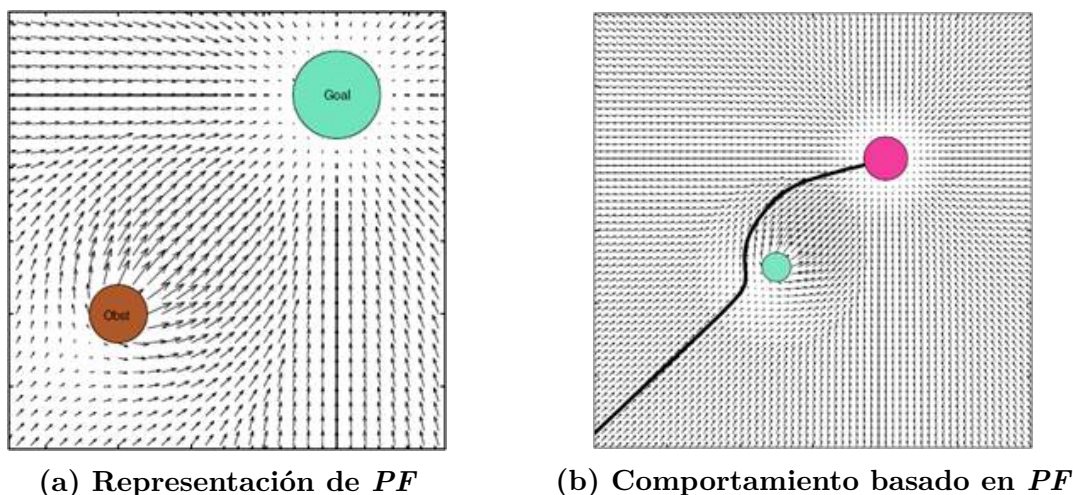 Goal
Obst
(a) Representación de PF
(b) Comportamiento basado en PF